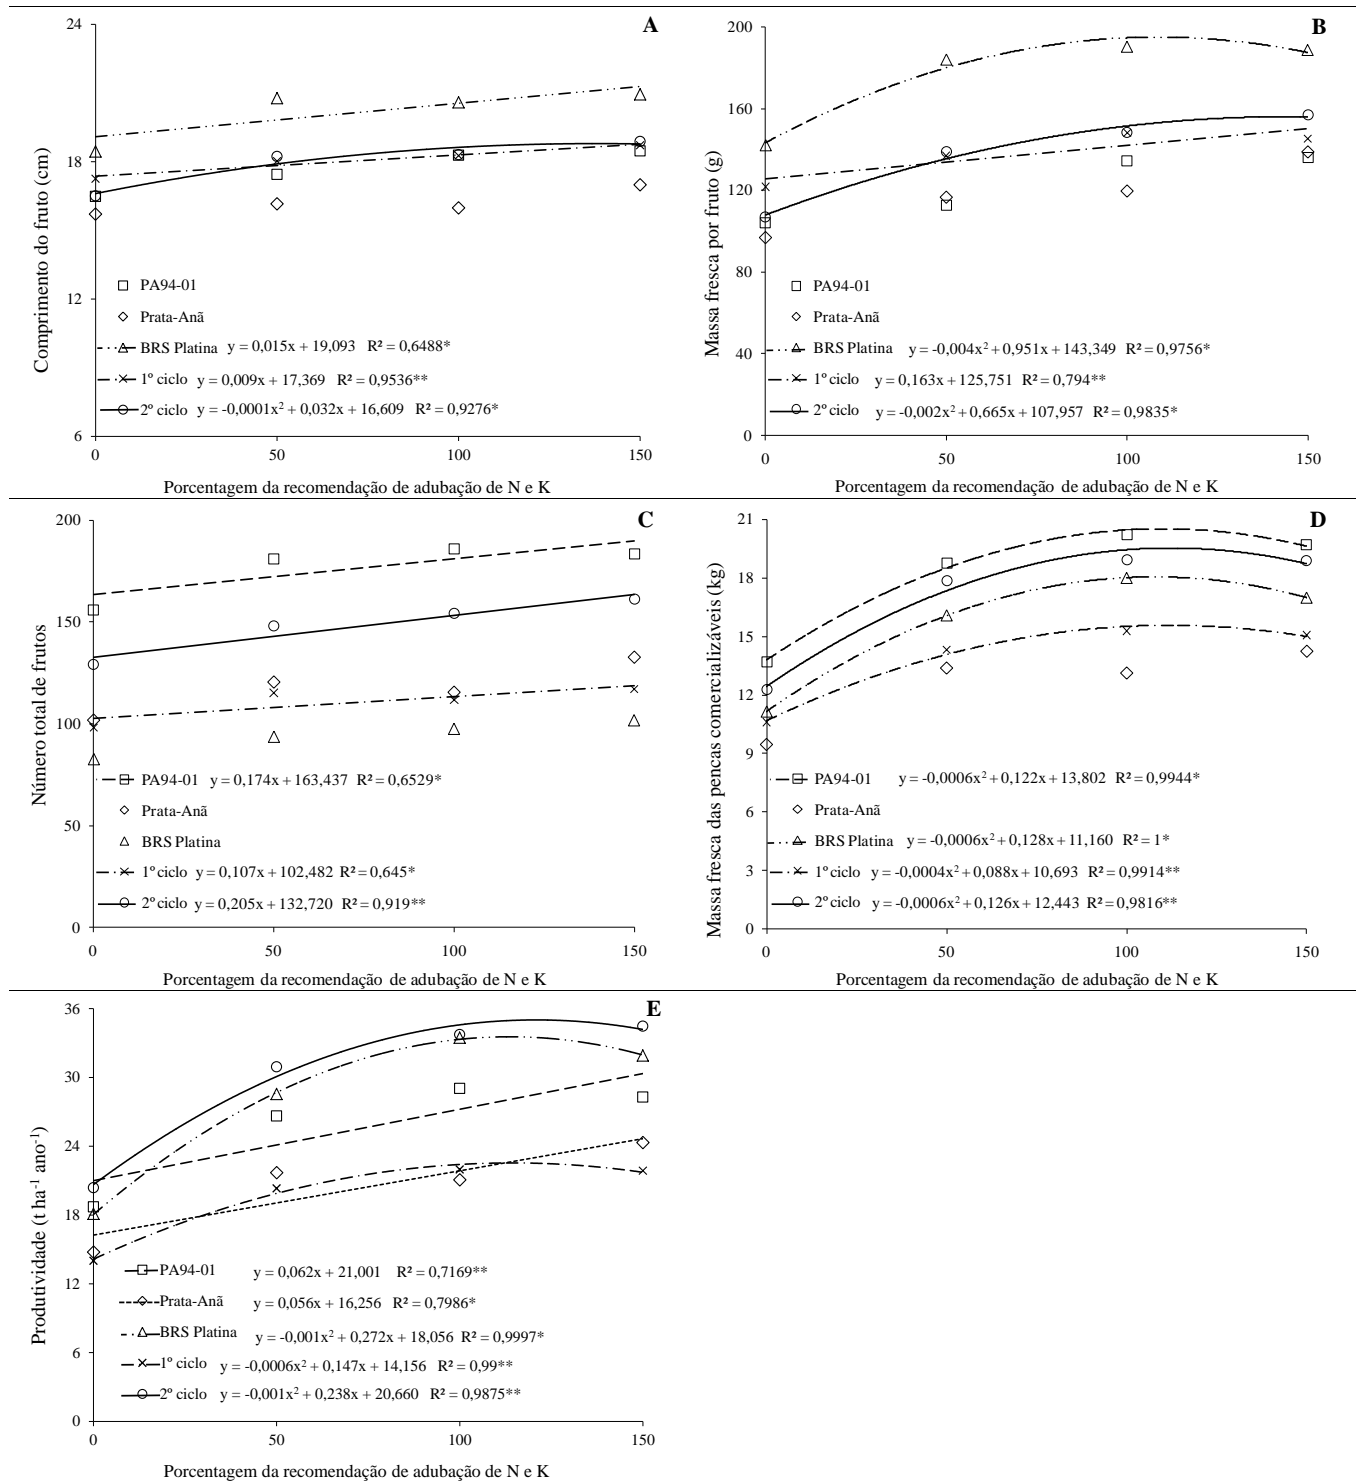 A
24
18
12
6
Comprimento do fruto (cm)
PA94-01
Prata-Anã
BRS Platina y = 0,015x + 19,093 R² = 0,6488*
1º ciclo y = 0,009x + 17,369 R² = 0,9536**
2º ciclo y = -0,0001x² + 0,032x + 16,609 R² = 0,9276*
0 50 100 150
Porcentagem da recomendação de adubação de N e K
B
200
160
120
80
40
0
Massa fresca por fruto (g)
PA94-01
Prata-Anã
BRS Platina y = -0,004x² + 0,951x + 143,349 R² = 0,9756*
1º ciclo y = 0,163x + 125,751 R² = 0,794**
2º ciclo y = -0,002x² + 0,665x + 107,957 R² = 0,9835*
0 50 100 150
Porcentagem da recomendação de adubação de N e K
C
200
150
100
50
0
Número total de frutos
PA94-01 y = 0,174x + 163,437 R² = 0,6529*
Prata-Anã
BRS Platina
1º ciclo y = 0,107x + 102,482 R² = 0,645*
2º ciclo y = 0,205x + 132,720 R² = 0,919**
0 50 100 150
Porcentagem da recomendação de adubação de N e K
D
21
18
15
12
9
6
3
0
Massa fresca das pencas comercializáveis (kg)
PA94-01 y = -0,0006x² + 0,122x + 13,802 R² = 0,9944*
Prata-Anã
BRS Platina y = -0,0006x² + 0,128x + 11,160 R² = 1*
1º ciclo y = -0,0004x² + 0,088x + 10,693 R² = 0,9914**
2º ciclo y = -0,0006x² + 0,126x + 12,443 R² = 0,9816**
0 50 100 150
Porcentagem da recomendação de adubação de N e K
E
36
30
24
18
12
6
0
Produtividade (t ha⁻¹ ano⁻¹)
PA94-01 y = 0,062x + 21,001 R² = 0,7169**
Prata-Anã y = 0,056x + 16,256 R² = 0,7986*
BRS Platina y = -0,001x² + 0,272x + 18,056 R² = 0,9997*
1º ciclo y = -0,0006x² + 0,147x + 14,156 R² = 0,99**
2º ciclo y = -0,001x² + 0,238x + 20,660 R² = 0,9875**
0 50 100 150
Porcentagem da recomendação de adubação de N e K